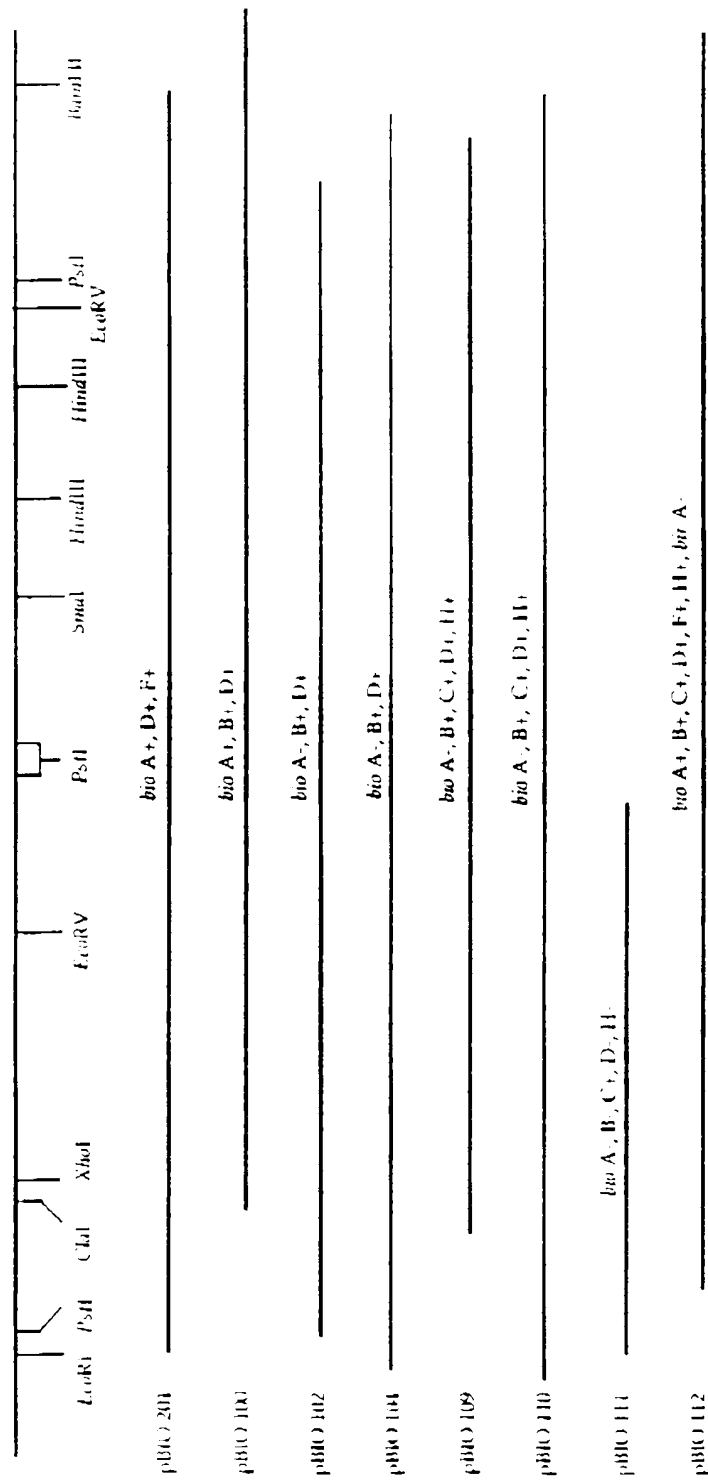 EcoRI PstI ClaI XhoI EcoRV PstI SmaI HindIII HindIII EcoRV PstI BamHI
pBIO 201 bio A+, D+, F+
pBIO 100 bio A+, B+, D+
pBIO 102 bio A-, B+, D+
pBIO 104 bio A-, B+, D+
pBIO 109 bio A-, B+, C+, D+, H+
pBIO 110 bio A-, B+, C+, D+, H+
pBIO 111 bio A-, B-, C+, D-, H-
pBIO 112 bio A+, B+, C+, D+, F+, H+, bio A-